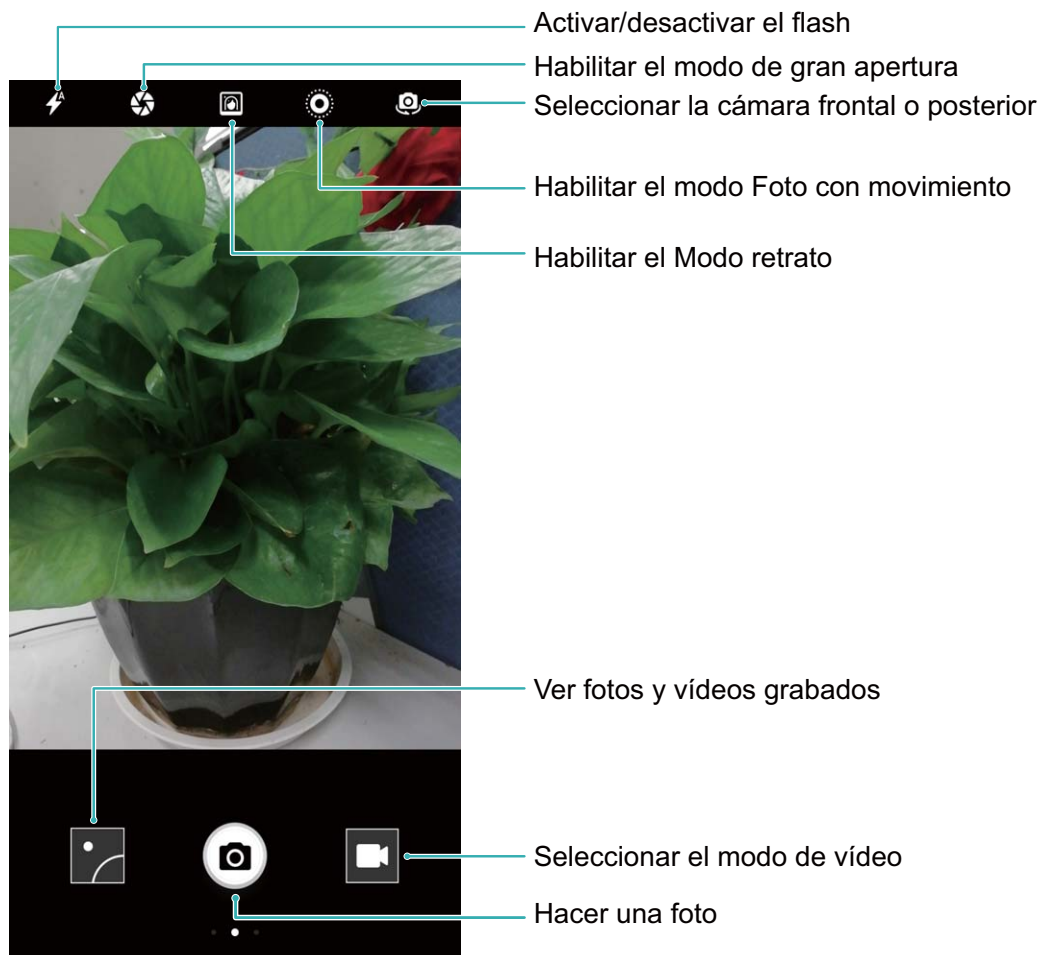 Activar/desactivar el flash
Habilitar el modo de gran apertura
A
Seleccionar la cámara frontal o posterior
Habilitar el modo Foto con movimiento
Habilitar el Modo retrato
Ver fotos y vídeos grabados
Seleccionar el modo de vídeo
Hacer una foto